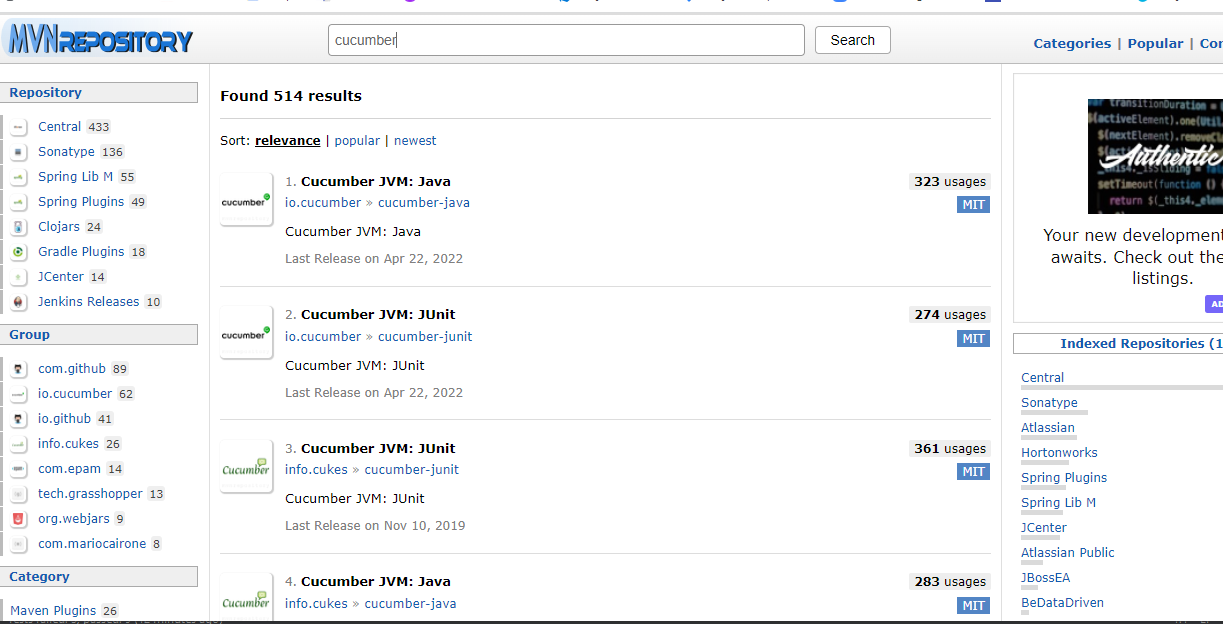 MVNREPOSITORY
cucumber
Search
Categories | Popular |
Repository
Central 433
Sonatype 136
Spring Lib M 55
Spring Plugins 49
Clojars 24
Gradle Plugins 18
JCenter 14
Jenkins Releases 10
Group
com.github 89
io.cucumber 62
io.github 41
info.cukes 26
com.epam 14
tech.grasshopper 13
org.webjars 9
com.mariocairone 8
Category
Maven Plugins 26
Found 514 results
Sort: relevance | popular | newest
cucumber
1. Cucumber JVM: Java
323 usages
io.cucumber » cucumber-java
MIT
Cucumber JVM: Java
Last Release on Apr 22, 2022
cucumber
2. Cucumber JVM: JUnit
274 usages
io.cucumber » cucumber-junit
MIT
Cucumber JVM: JUnit
Last Release on Apr 22, 2022
Cucumber
3. Cucumber JVM: JUnit
361 usages
info.cukes » cucumber-junit
MIT
Cucumber JVM: JUnit
Last Release on Nov 10, 2019
Cucumber
4. Cucumber JVM: Java
283 usages
info.cukes » cucumber-java
MIT
Authentic
Your new development
awaits. Check out the
listings.
Indexed Repositories (1
Central
Sonatype
Atlassian
Hortonworks
Spring Plugins
Spring Lib M
JCenter
Atlassian Public
JBossEA
BeDataDriven